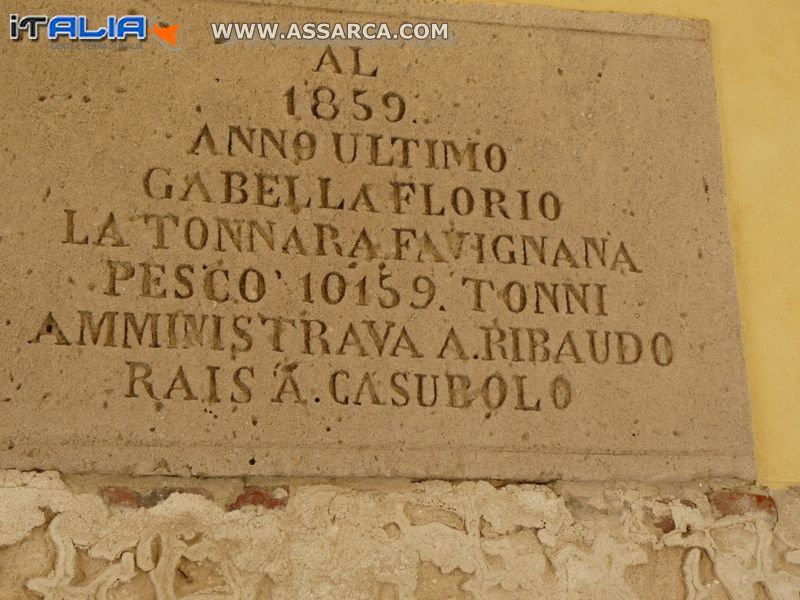 iTALIA
WWW.ASSARCA.COM
AL
1859.
ANNO ULTIMO
GABELLA FLORIO
LA TONNARA FAVIGNANA
PESCO' 10159. TONNI
AMMINISTRAVA A. RIBAUDO
RAIS A. CASUBOLO